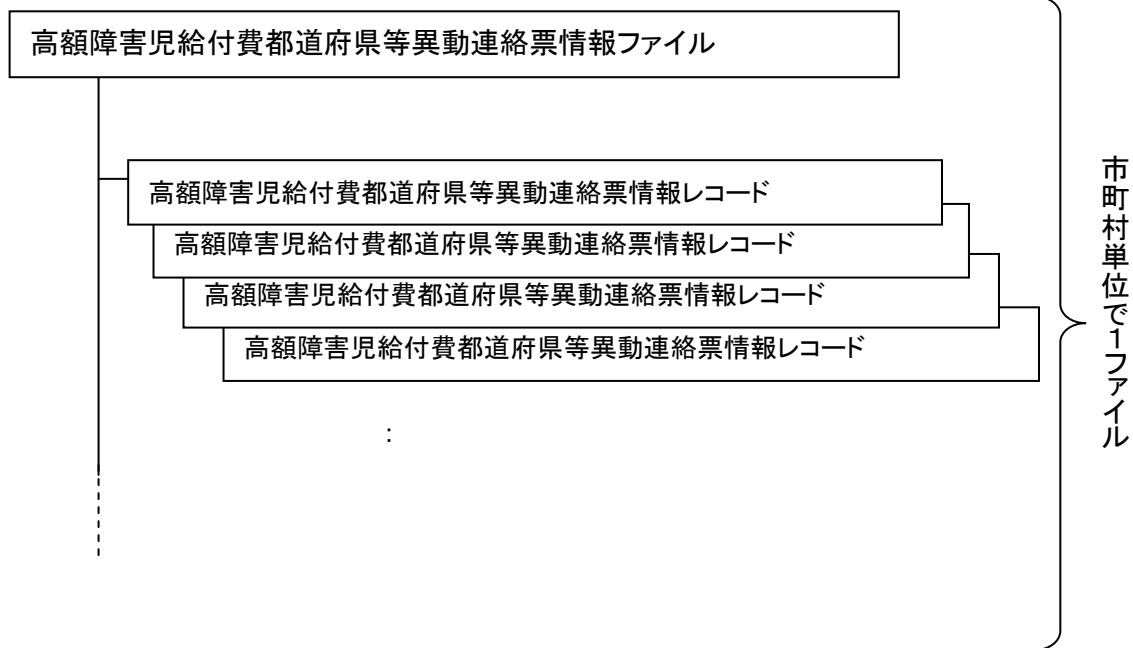 高額障害児給付費都道府県等異動連絡票情報ファイル
高額障害児給付費都道府県等異動連絡票情報レコード
高額障害児給付費都道府県等異動連絡票情報レコード
高額障害児給付費都道府県等異動連絡票情報レコード
高額障害児給付費都道府県等異動連絡票情報レコード
:
市町村単位で1ファイル